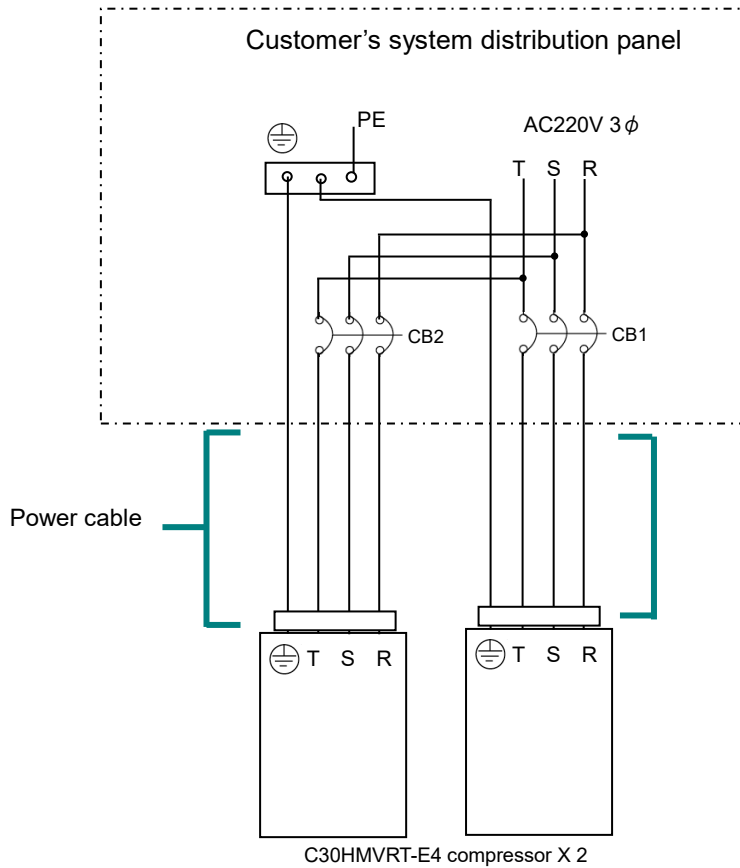 Customer’s system distribution panel
PE
AC220V 3φ
T S R
CB2
CB1
Power cable
T S R
T S R
C30HMVRT-E4 compressor X 2